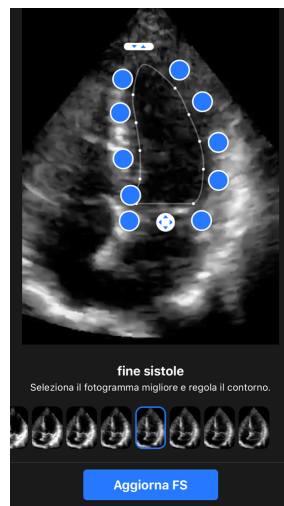 fine sistole
Seleziona il fotogramma migliore e regola il contorno.
Aggiorna FS